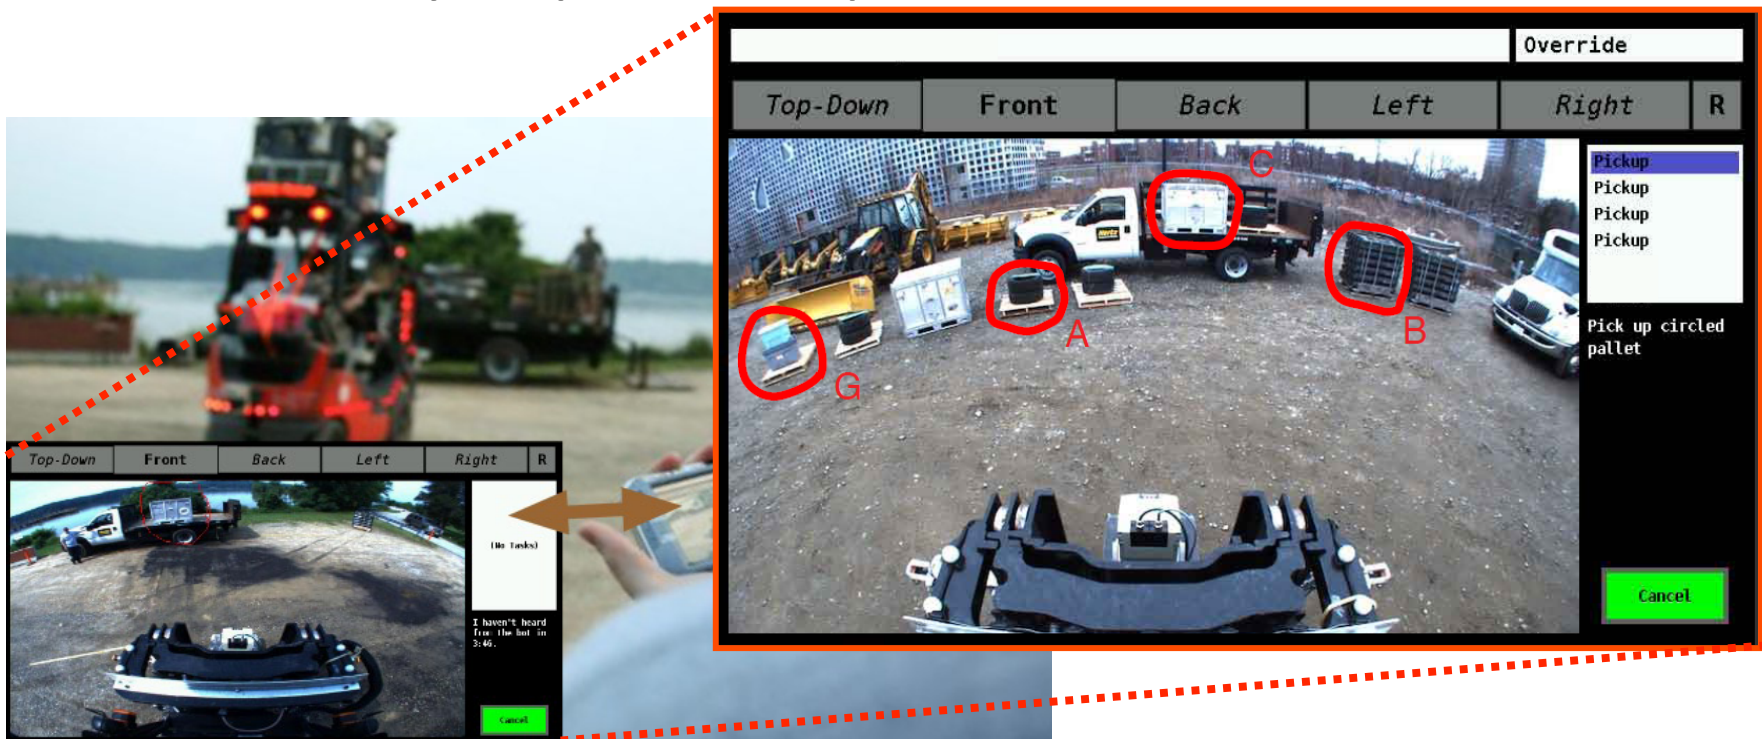 Override
Top-Down Front Back Left Right R
Pickup
Pickup
Pickup
Pickup
Pick up circled
pallet
Cancel
C
A
B
G
Hertz
Top-Down Front Back Left Right R
(No Tasks)
I haven't heard
from the bot in
3:46.
Cancel